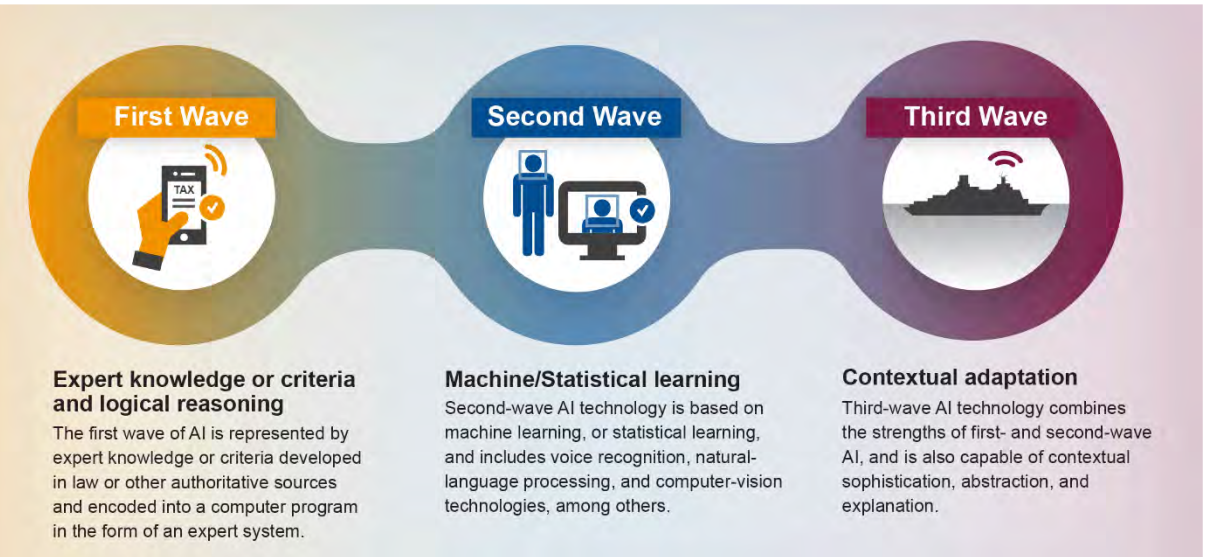 First Wave
TAX
Expert knowledge or criteria
and logical reasoning
The first wave of AI is represented by
expert knowledge or criteria developed
in law or other authoritative sources
and encoded into a computer program
in the form of an expert system.
Second Wave
Machine/Statistical learning
Second-wave AI technology is based on
machine learning, or statistical learning,
and includes voice recognition, natural-
language processing, and computer-vision
technologies, among others.
Third Wave
Contextual adaptation
Third-wave AI technology combines
the strengths of first- and second-wave
AI, and is also capable of contextual
sophistication, abstraction, and
explanation.